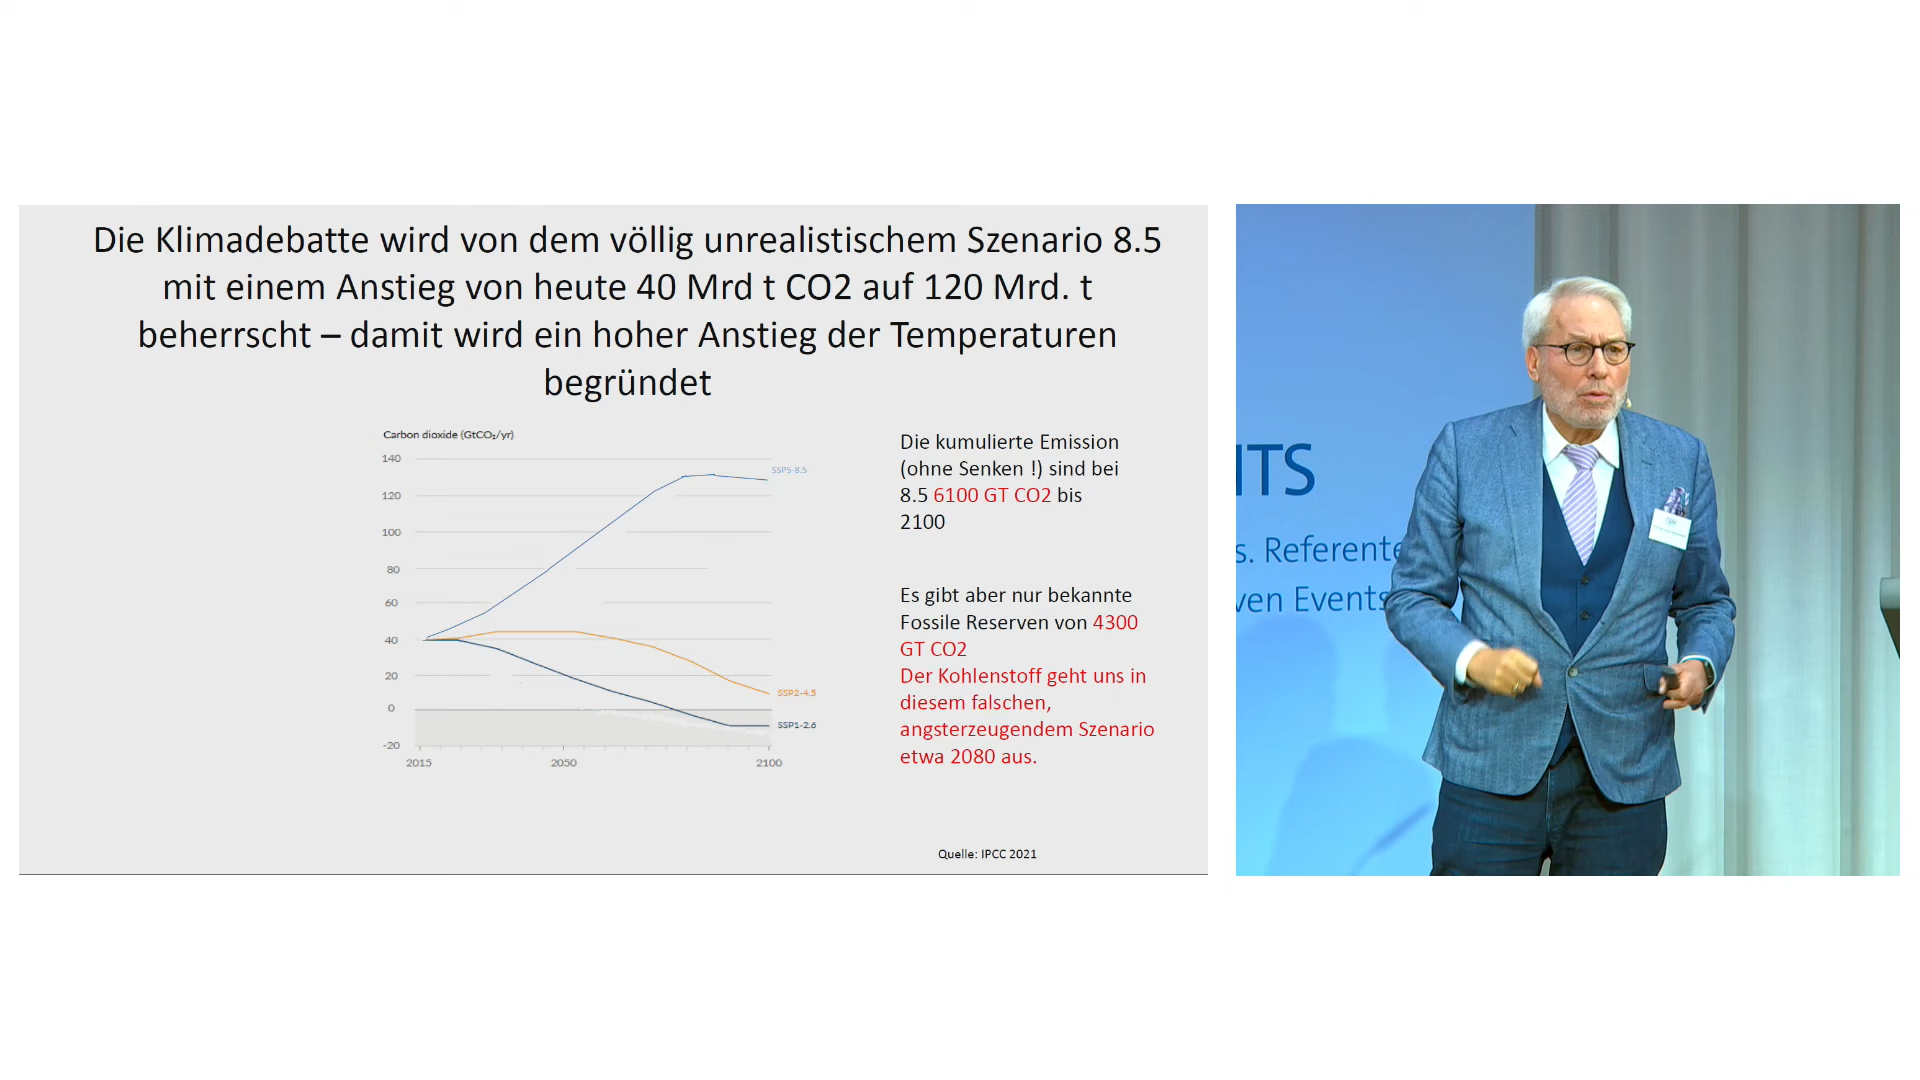 Die Klimadebatte wird von dem völlig unrealistischem Szenario 8.5
mit einem Anstieg von heute 40 Mrd t CO2 auf 120 Mrd. t
beherrscht – damit wird ein hoher Anstieg der Temperaturen
begründet
Carbon dioxide (GtCO₂/yr)
140
120
100
80
60
40
20
0
-20
2015
2050
2100
SSP5-8.5
SSP2-4.5
SSP1-2.6
Die kumulierte Emission
(ohne Senken !) sind bei
8.5 6100 GT CO2 bis
2100
Es gibt aber nur bekannte
Fossile Reserven von 4300
GT CO2
Der Kohlenstoff geht uns in
diesem falschen,
angsterzeugendem Szenario
etwa 2080 aus.
Quelle: IPCC 2021
ITS
s. Referente
ven Events